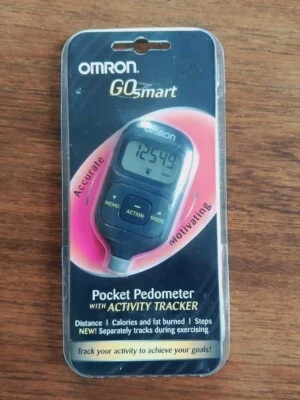 OMRON
GOSmart
OMRON
12549
MEMO
ACTION
MODE
Accurate
Motivating
Pocket Pedometer
WITH ACTIVITY TRACKER
Distance | Calories and fat burned | Steps
NEW! Separately tracks during exercising
Track your activity to achieve your goals!